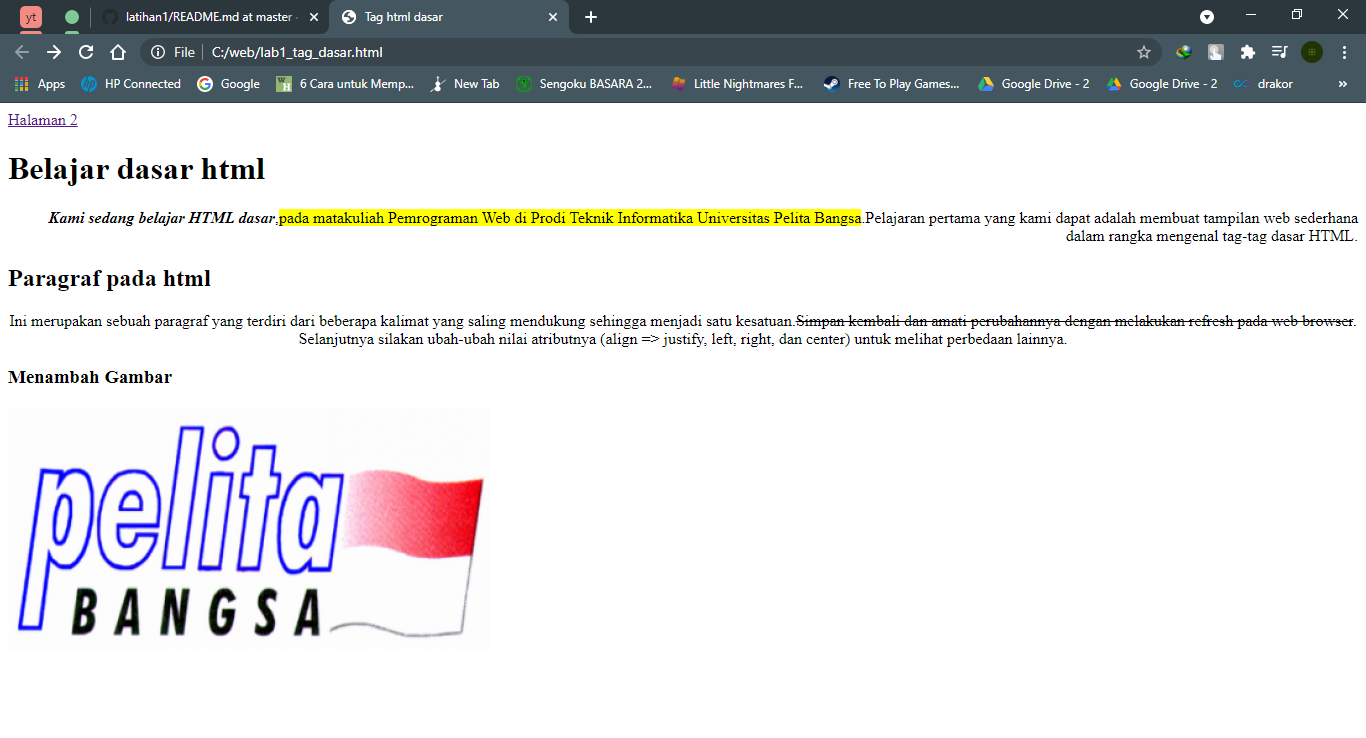 yt
latihan1/README.md at master
Tag html dasar
File
C:/web/lab1_tag_dasar.html
Apps
HP Connected
Google
6 Cara untuk Memp...
New Tab
Sengoku BASARA 2...
Little Nightmares F...
Free To Play Games...
Google Drive - 2
Google Drive - 2
drakor
»
Halaman 2
Belajar dasar html
Kami sedang belajar HTML dasar,pada matakuliah Pemrograman Web di Prodi Teknik Informatika Universitas Pelita Bangsa.Pelajaran pertama yang kami dapat adalah membuat tampilan web sederhana
dalam rangka mengenal tag-tag dasar HTML.
Paragraf pada html
Ini merupakan sebuah paragraf yang terdiri dari beberapa kalimat yang saling mendukung sehingga menjadi satu kesatuan.Simpan kembali dan amati perubahannya dengan melakukan refresh pada web browser.
Selanjutnya silakan ubah-ubah nilai atributnya (align => justify, left, right, dan center) untuk melihat perbedaan lainnya.
Menambah Gambar
pelita
BANGSA